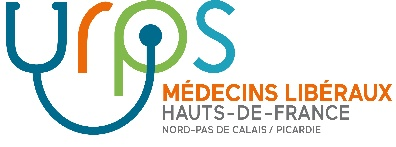 urps
MÉDECINS LIBÉRAUX
HAUTS-DE-FRANCE
NORD-PAS DE CALAIS / PICARDIE